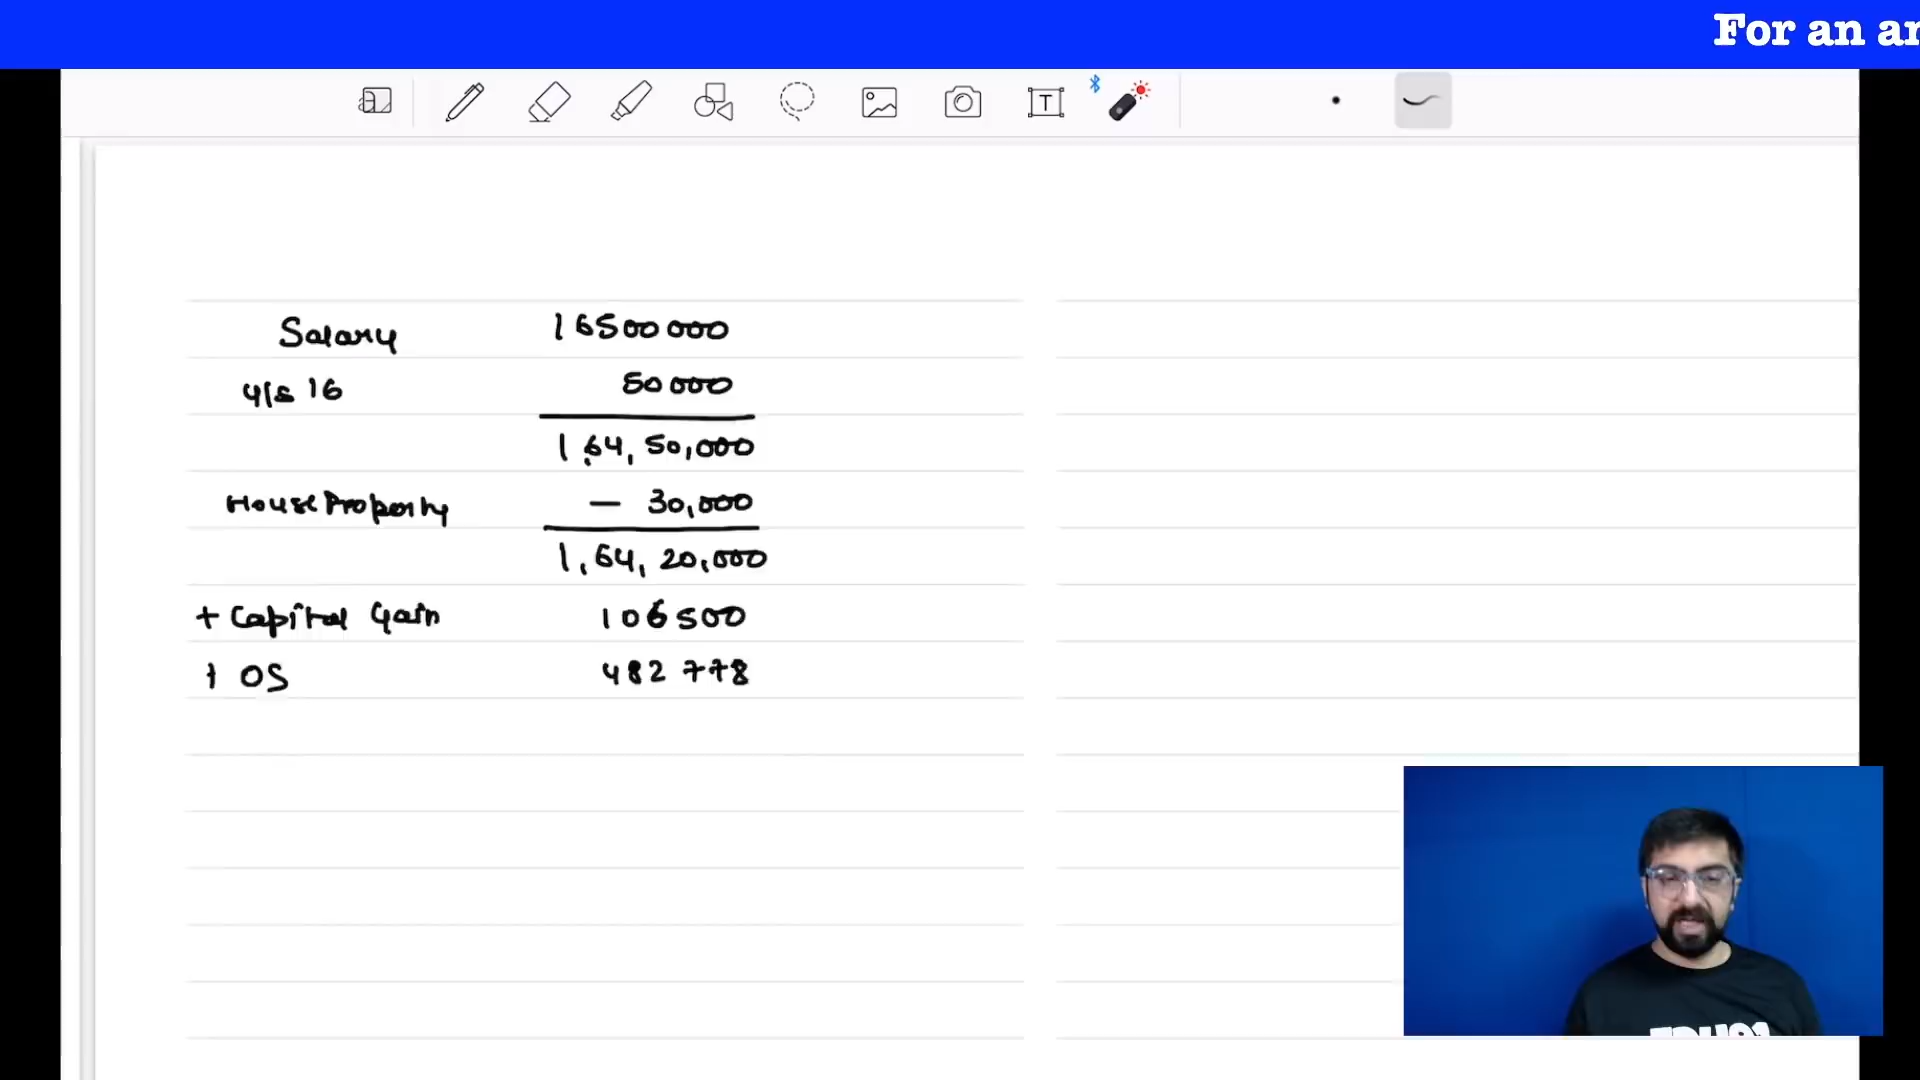 For an
Salary 16500000
u/s 16 50000
1,64,50,000
House Property — 30,000
1,64,20,000
+ Capital Gain 106500
+ OS 482778